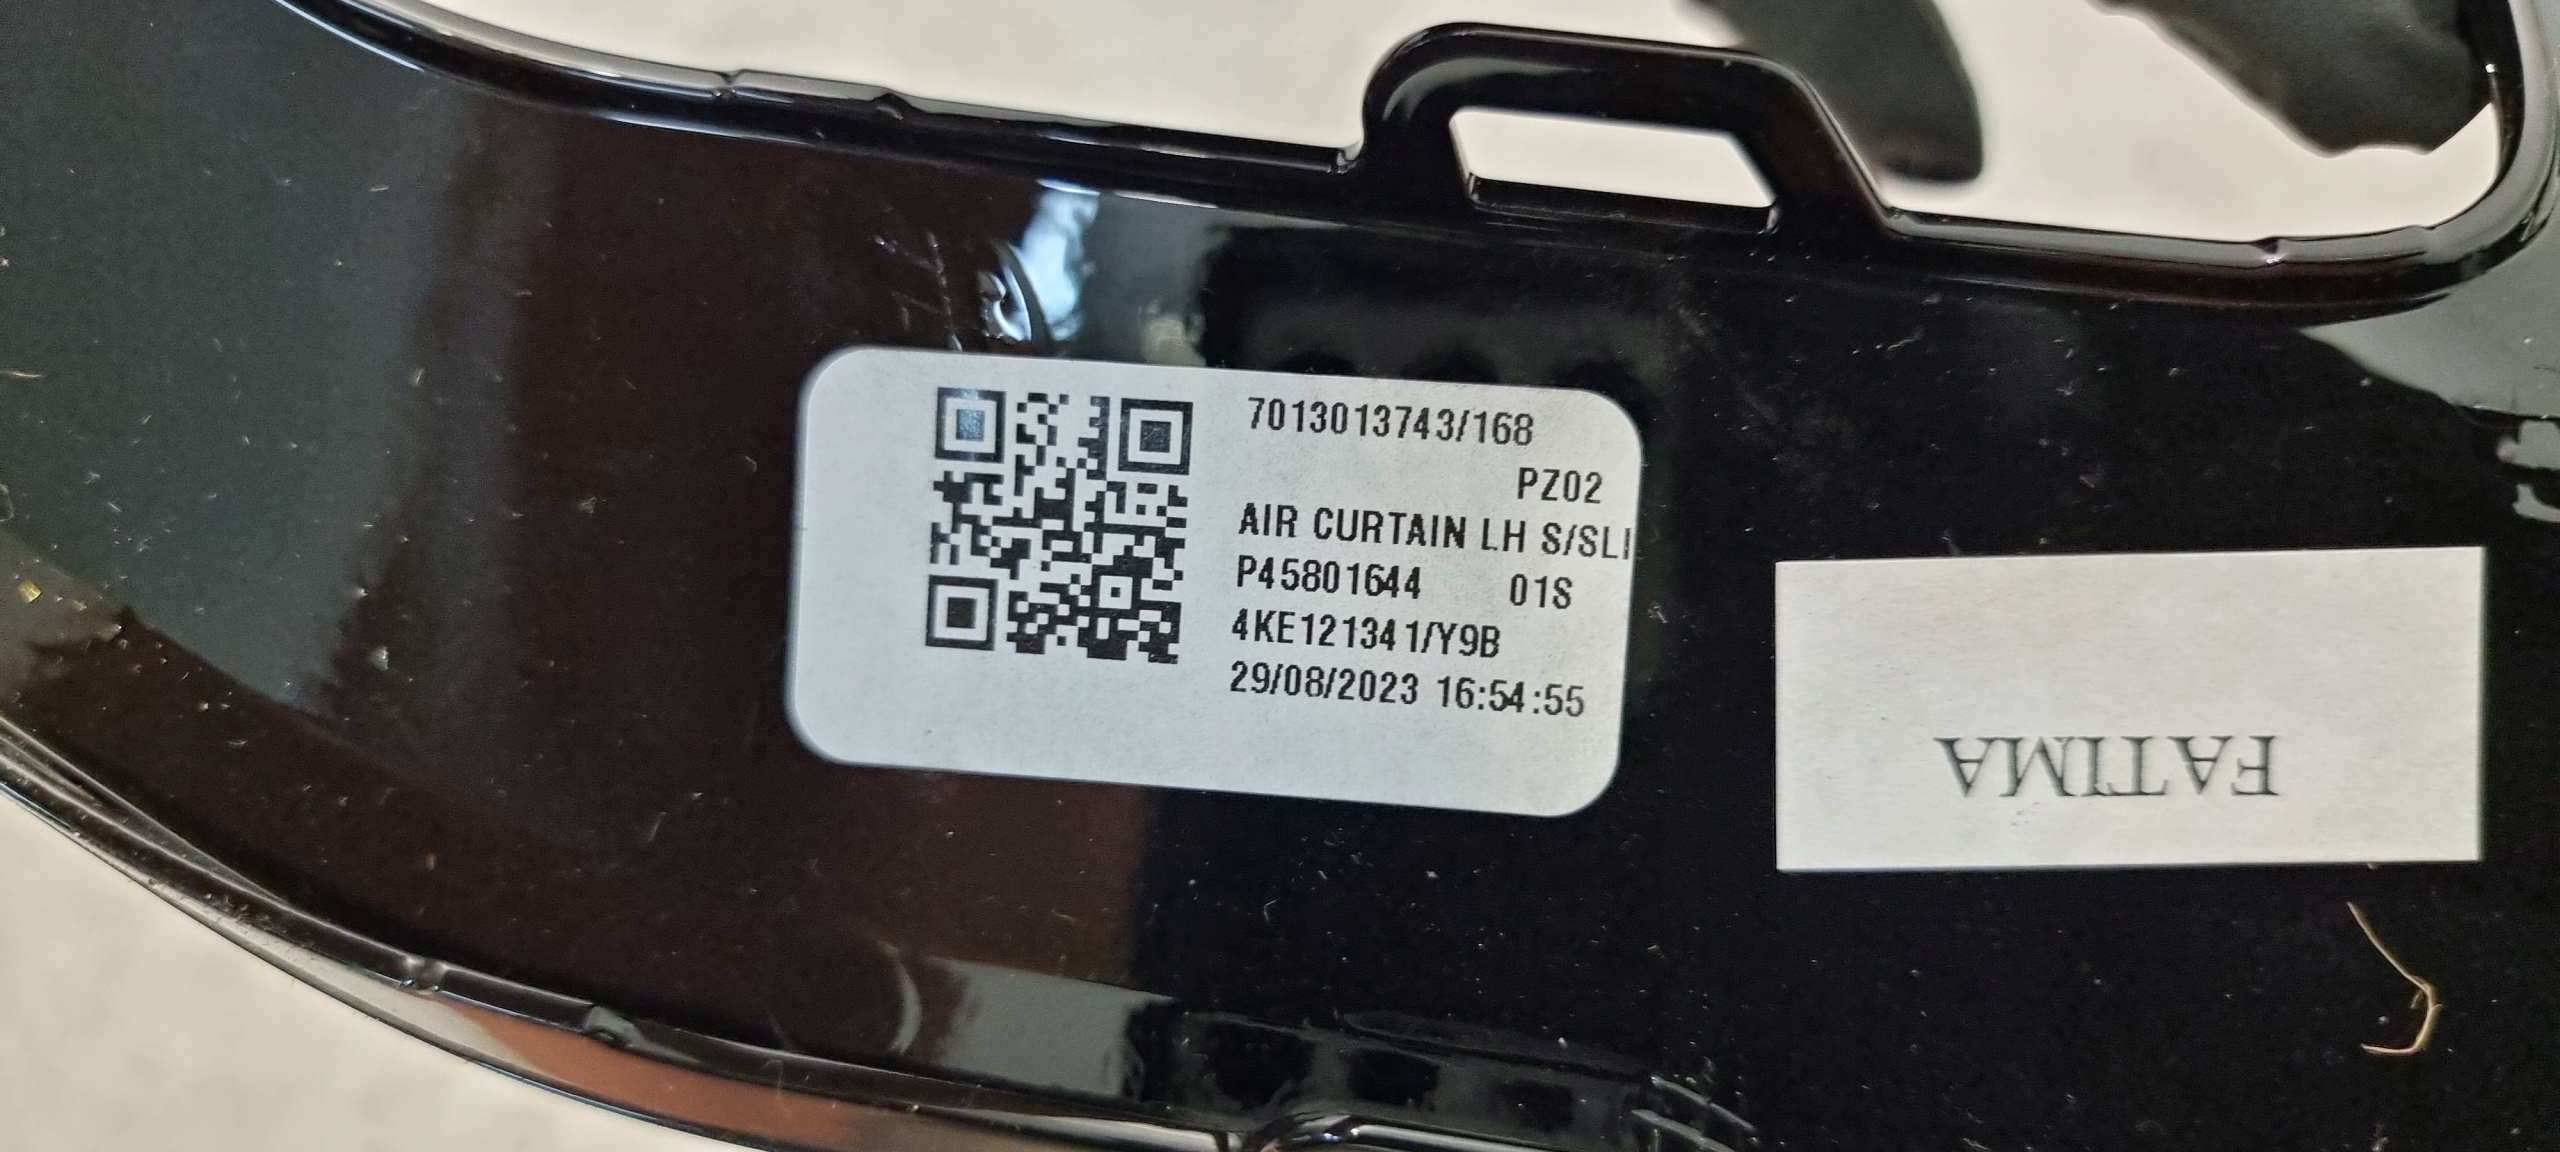 7013013743/168
PZ02
AIR CURTAIN LH S/SLI
P45801644 01S
4KE121341/Y9B
29/08/2023 16:54:55
FATIMA